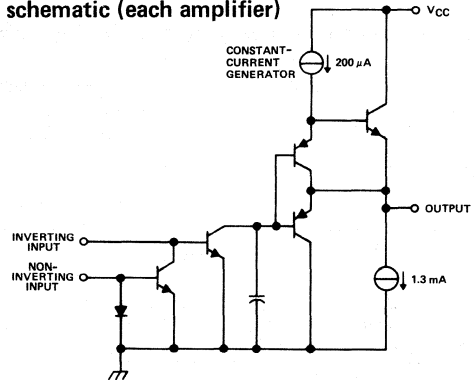 schematic (each amplifier)
VCC
CONSTANT-
CURRENT
GENERATOR
200 μA
OUTPUT
INVERTING
INPUT
NON-
INVERTING
INPUT
1.3 mA